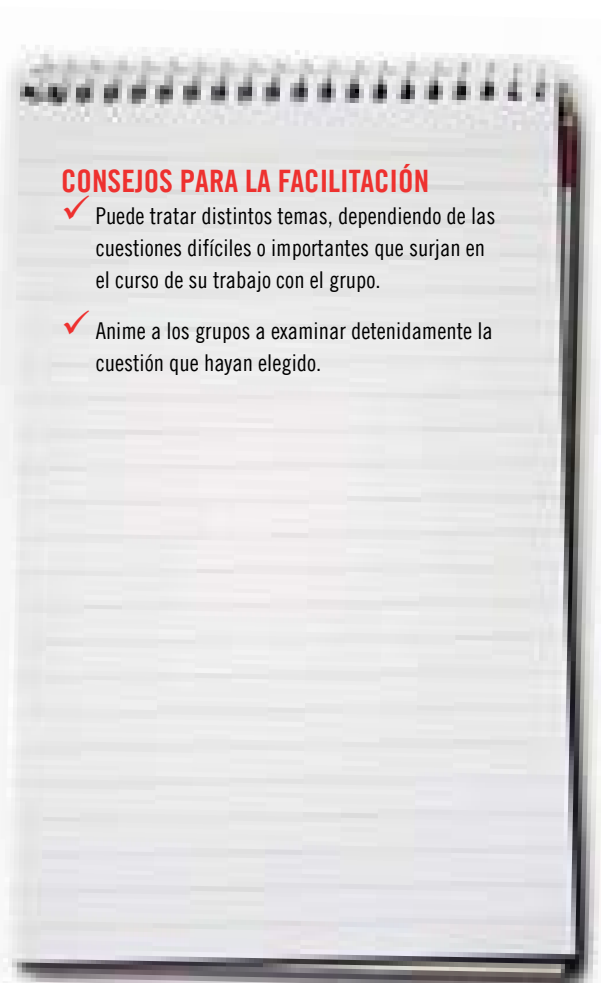 CONSEJOS PARA LA FACILITACIÓN
✓ Puede tratar distintos temas, dependiendo de las
cuestiones difíciles o importantes que surjan en
el curso de su trabajo con el grupo.
✓ Anime a los grupos a examinar detenidamente la
cuestión que hayan elegido.